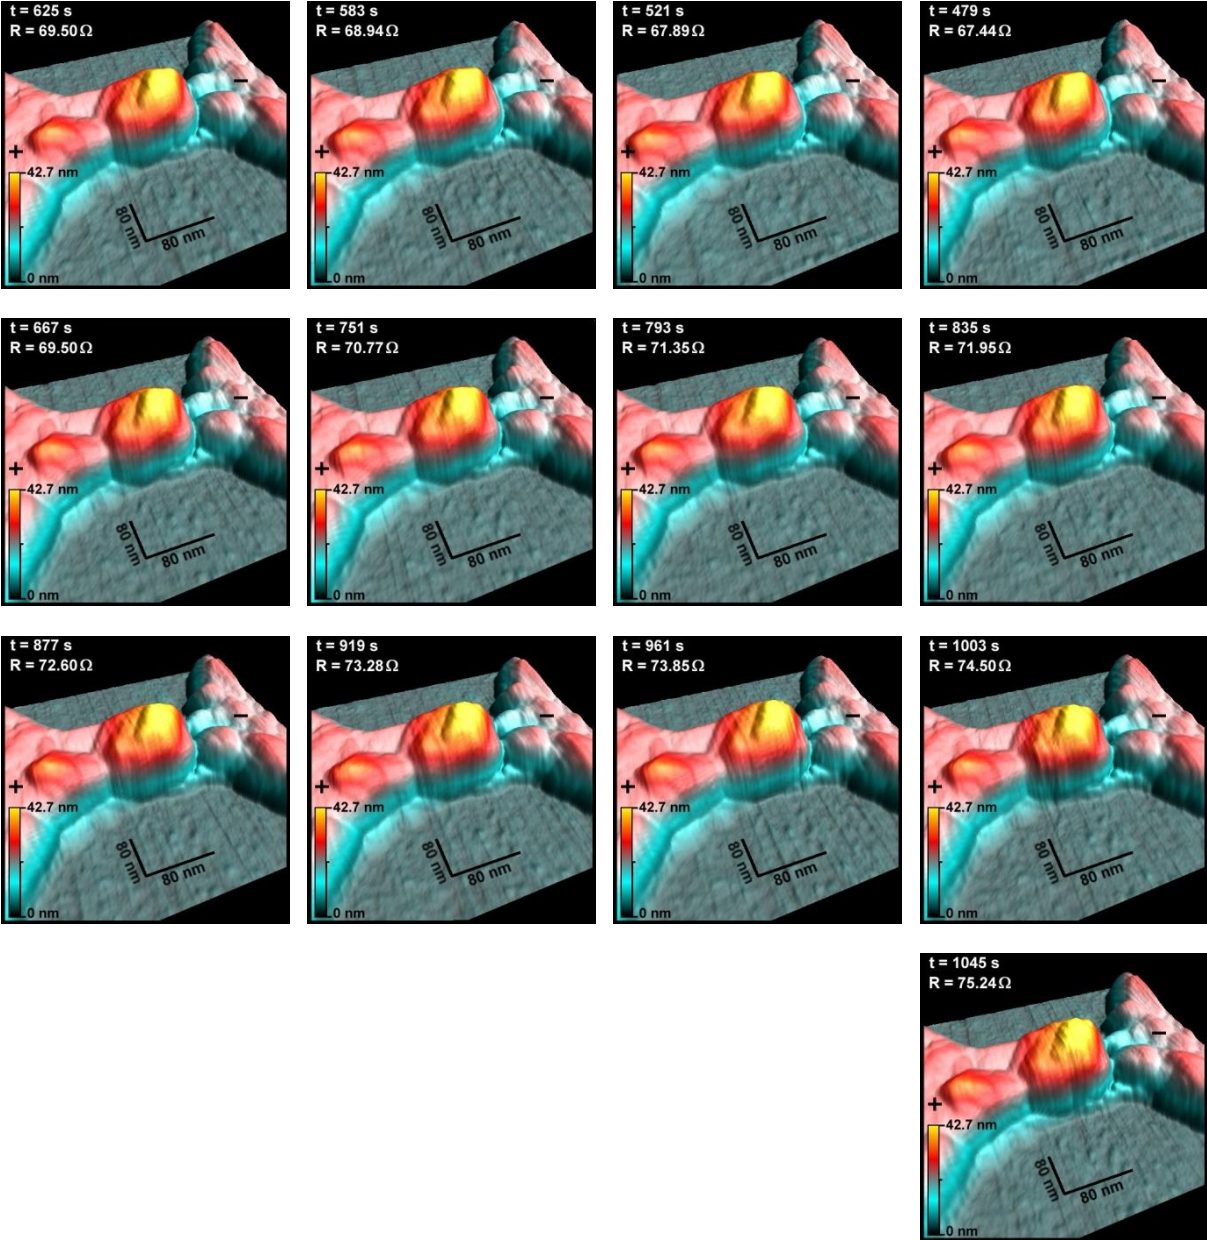 t = 625 s
R = 69.50 Ω
−
+
42.7 nm
80 nm
80 nm
0 nm
t = 583 s
R = 68.94 Ω
−
+
42.7 nm
80 nm
80 nm
0 nm
t = 521 s
R = 67.89 Ω
−
+
42.7 nm
80 nm
80 nm
0 nm
t = 479 s
R = 67.44 Ω
−
+
42.7 nm
80 nm
80 nm
0 nm
t = 667 s
R = 69.50 Ω
−
+
42.7 nm
80 nm
80 nm
0 nm
t = 751 s
R = 70.77 Ω
−
+
42.7 nm
80 nm
80 nm
0 nm
t = 793 s
R = 71.35 Ω
−
+
42.7 nm
80 nm
80 nm
0 nm
t = 835 s
R = 71.95 Ω
−
+
42.7 nm
80 nm
80 nm
0 nm
t = 877 s
R = 72.60 Ω
−
+
42.7 nm
80 nm
80 nm
0 nm
t = 919 s
R = 73.28 Ω
−
+
42.7 nm
80 nm
80 nm
0 nm
t = 961 s
R = 73.85 Ω
−
+
42.7 nm
80 nm
80 nm
0 nm
t = 1003 s
R = 74.50 Ω
−
+
42.7 nm
80 nm
80 nm
0 nm
t = 1045 s
R = 75.24 Ω
−
+
42.7 nm
80 nm
80 nm
0 nm